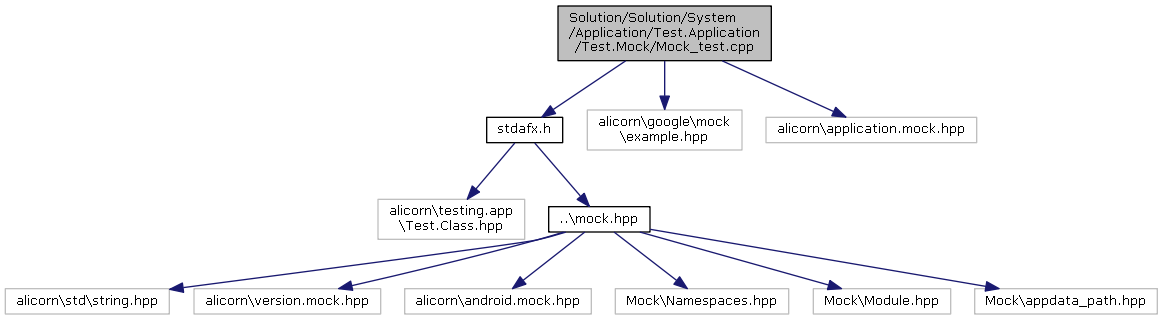 Solution/Solution/System
/Application/Test.Application
/Test.Mock/Mock_test.cpp
stdafx.h
alicorn\google\mock
\example.hpp
alicorn\application.mock.hpp
alicorn\testing.app
\Test.Class.hpp
..\mock.hpp
alicorn\std\string.hpp
alicorn\version.mock.hpp
alicorn\android.mock.hpp
Mock\Namespaces.hpp
Mock\Module.hpp
Mock\appdata_path.hpp